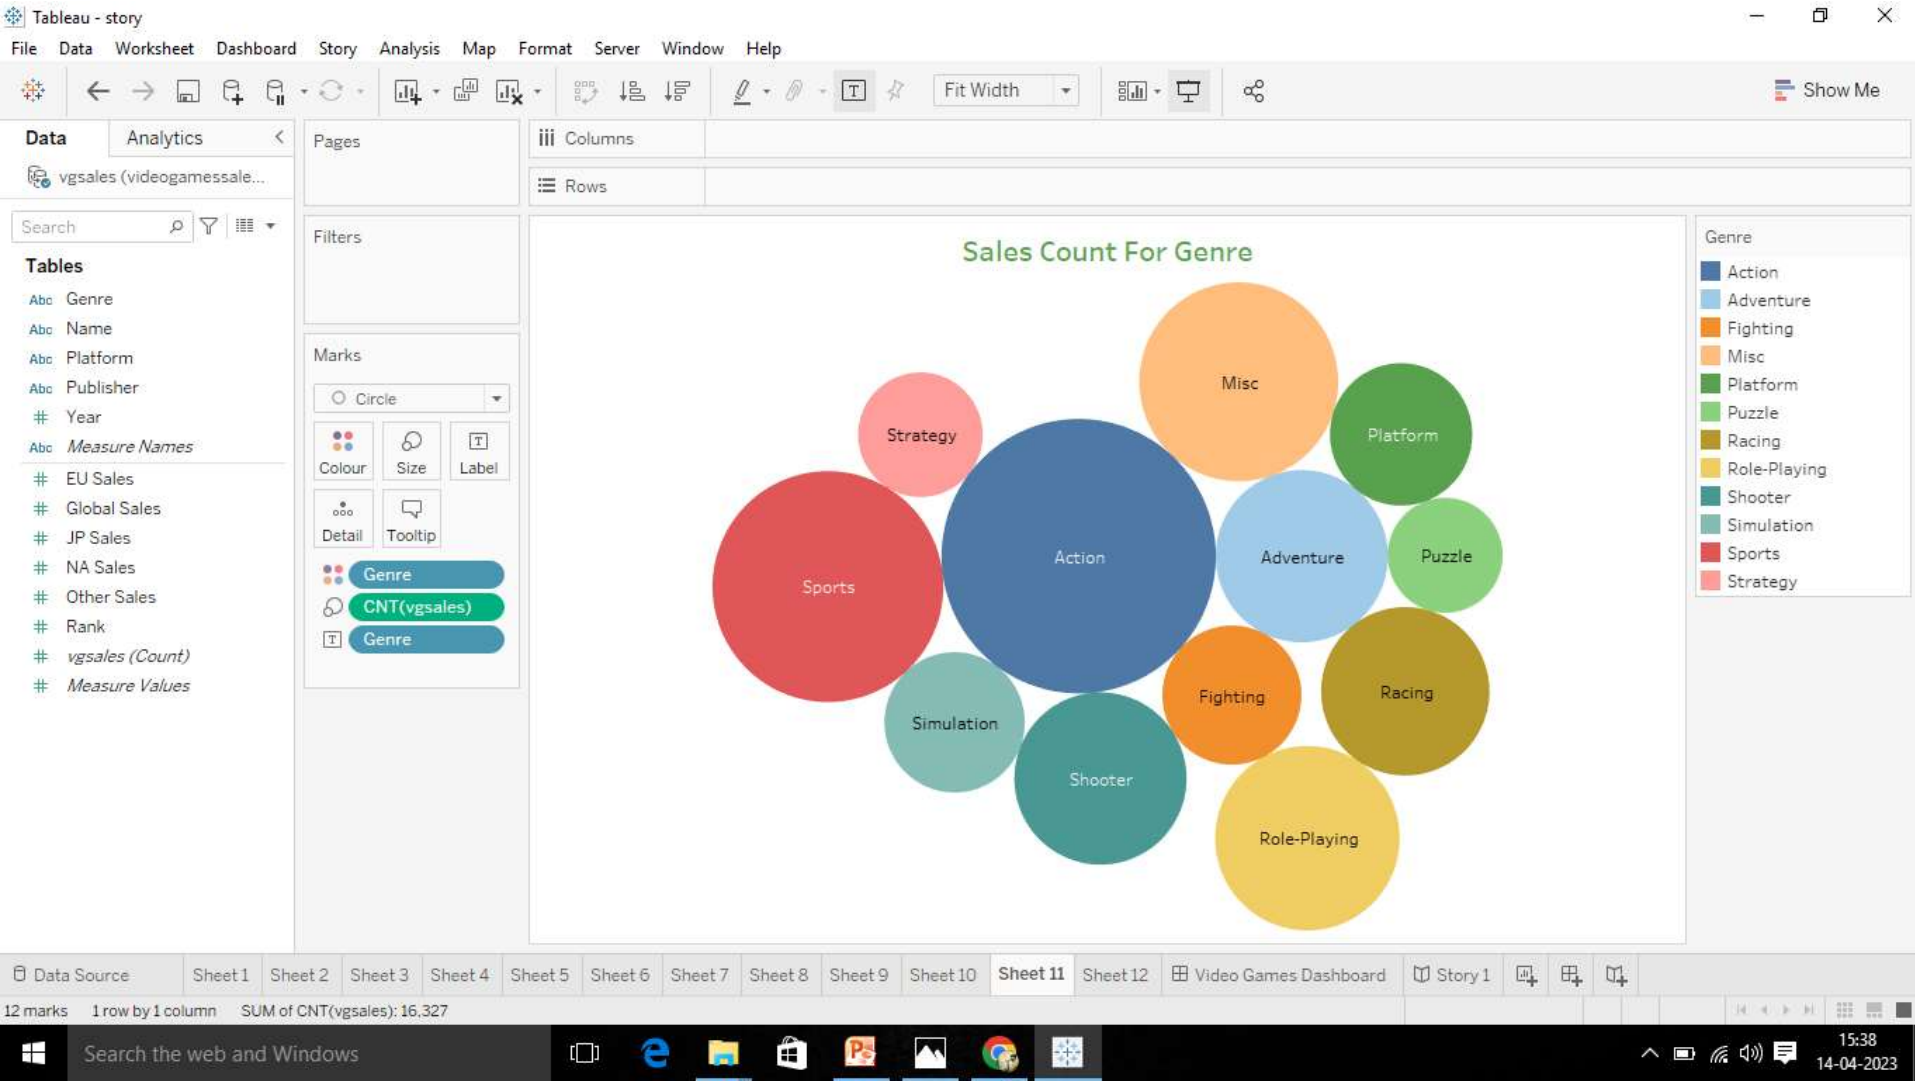 Tableau - story
File Data Worksheet Dashboard Story Analysis Map Format Server Window Help
Fit Width
Show Me
Data Analytics
vgsales (videogamessale...
Search
Tables
Abc Genre
Abc Name
Abc Platform
Abc Publisher
# Year
Abc Measure Names
# EU Sales
# Global Sales
# JP Sales
# NA Sales
# Other Sales
# Rank
# vgsales (Count)
# Measure Values
Pages
Filters
Marks
Circle
Colour Size Label
Detail Tooltip
Genre
CNT(vgsales)
Genre
Columns
Rows
Sales Count For Genre
Misc
Strategy
Platform
Action
Adventure
Puzzle
Sports
Fighting
Racing
Simulation
Shooter
Role-Playing
Genre
Action
Adventure
Fighting
Misc
Platform
Puzzle
Racing
Role-Playing
Shooter
Simulation
Sports
Strategy
Data Source Sheet 1 Sheet 2 Sheet 3 Sheet 4 Sheet 5 Sheet 6 Sheet 7 Sheet 8 Sheet 9 Sheet 10 Sheet 11 Sheet 12 Video Games Dashboard Story 1
12 marks 1 row by 1 column SUM of CNT(vgsales): 16,327
Search the web and Windows
15:38
14-04-2023